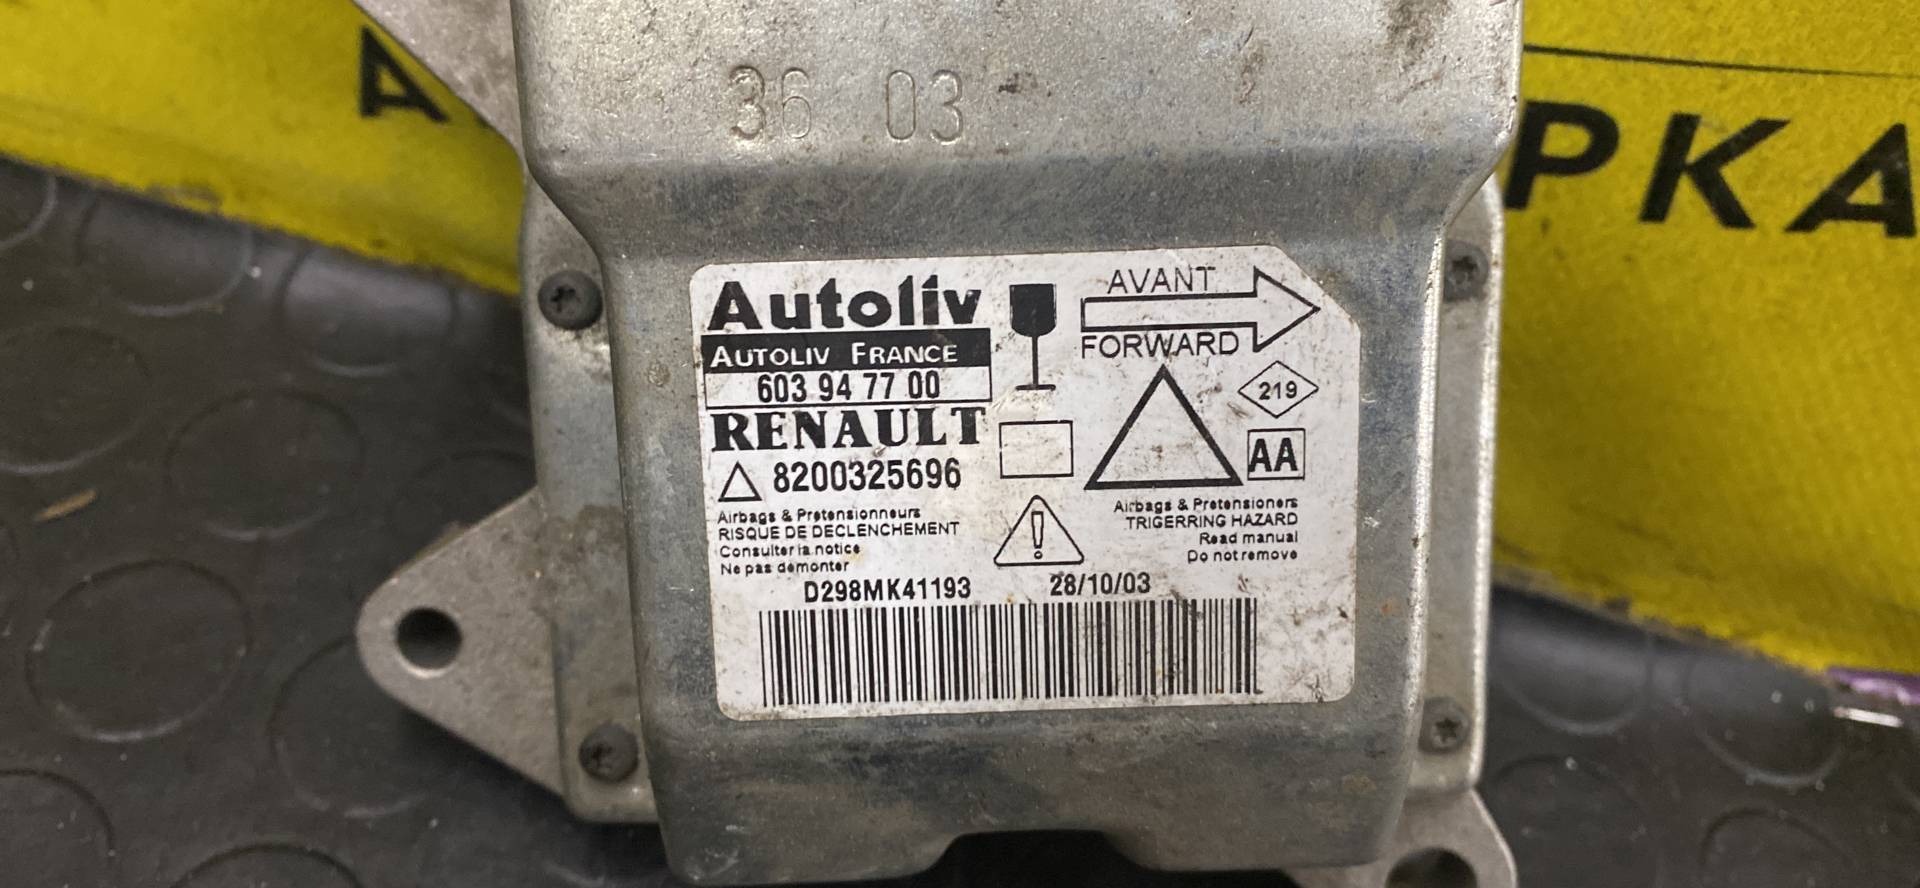 36 03
A
РКА
Autoliv
AUTOLIV FRANCE
603 94 77 00
RENAULT
8200325696
AVANT
FORWARD
219
AA
Airbags & Pretensionneurs
RISQUE DE DECLENCHEMENT
Consulter la notice
Ne pas démonter
Airbags & Pretensioners
TRIGERRING HAZARD
Read manual
Do not remove
D298MK41193 28/10/03